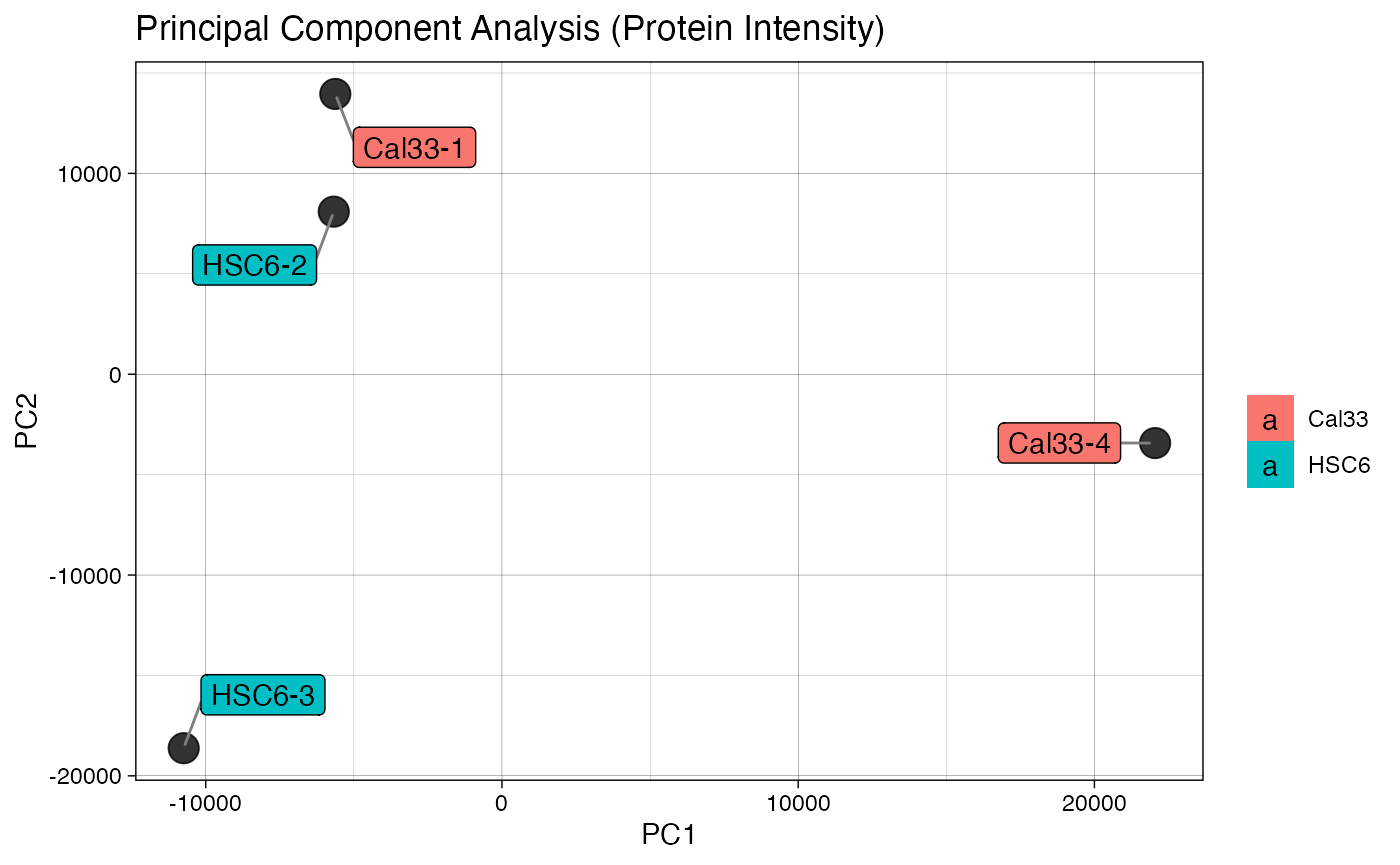 Principal Component Analysis (Protein Intensity)
Cal33-1
10000
HSC6-2
0
PC2
Cal33-4
a Cal33
a HSC6
-10000
HSC6-3
-20000
-10000 0 10000 20000
PC1